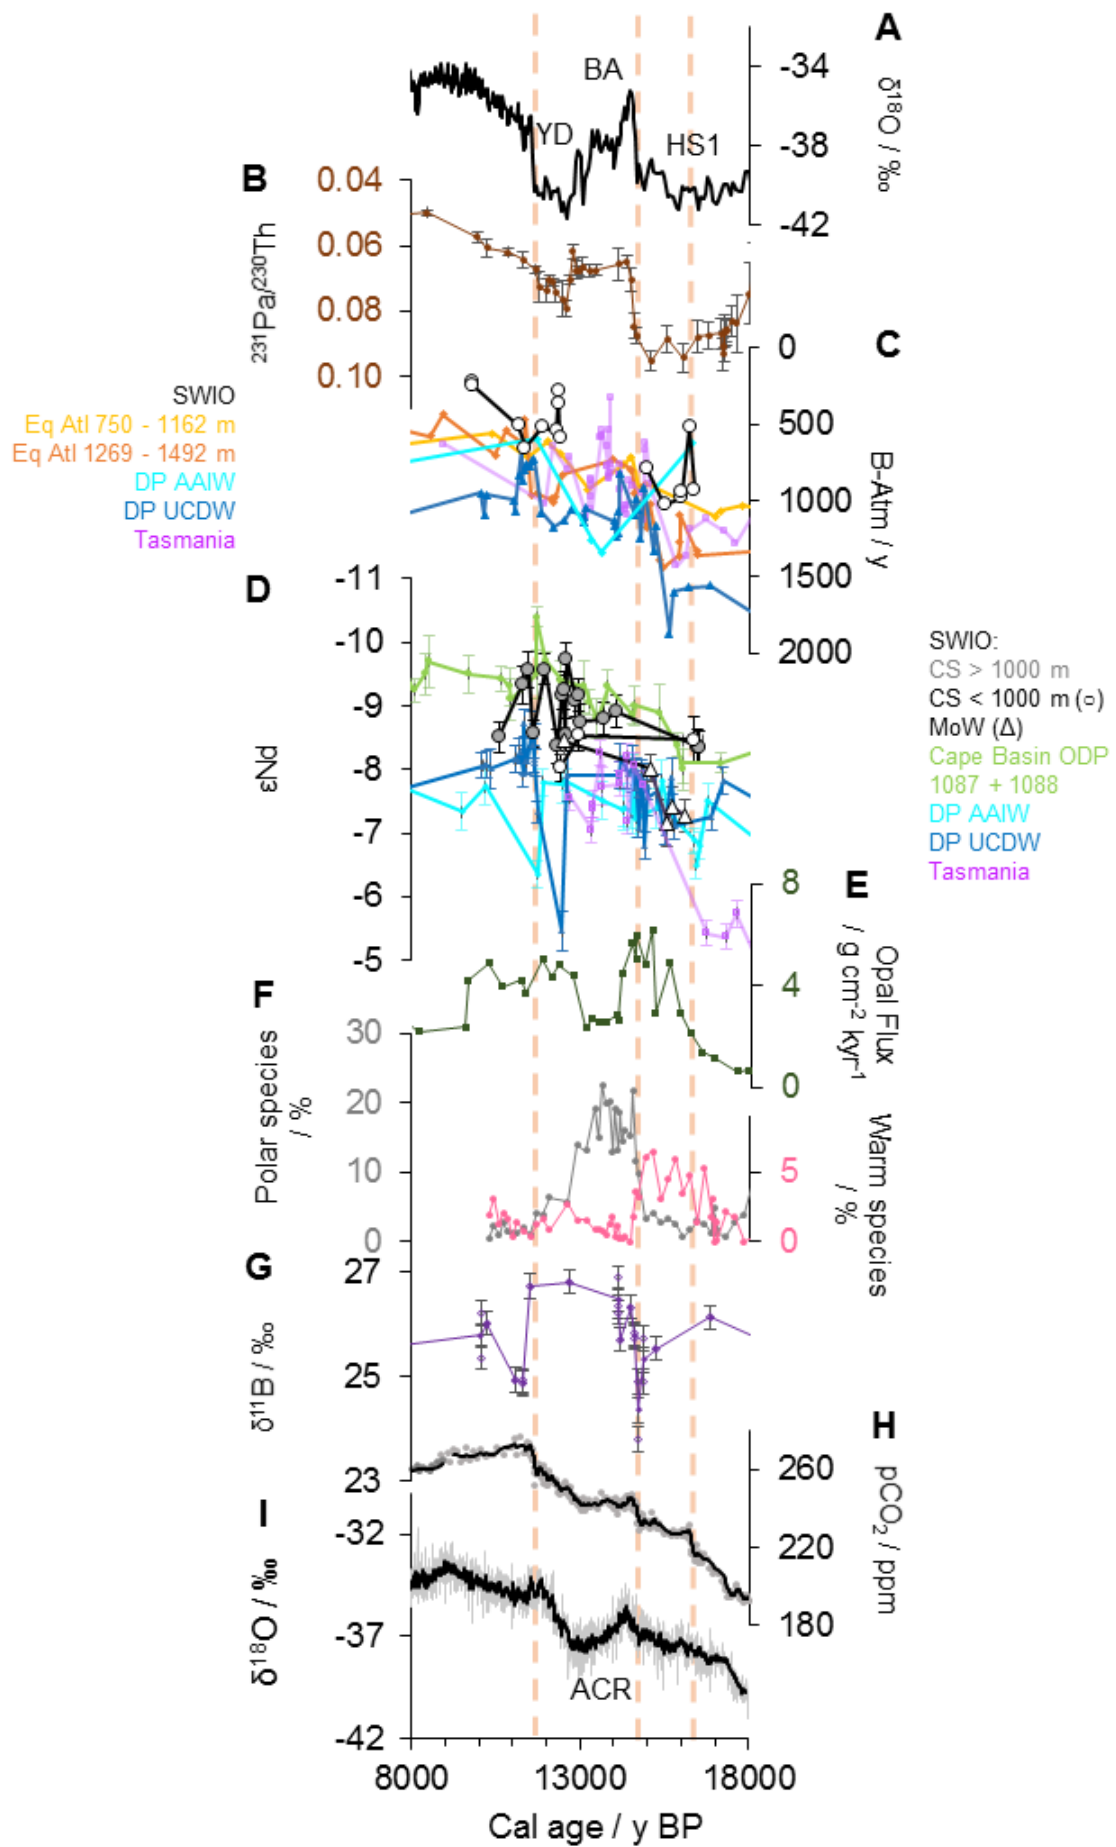 A
-34
BA
δ¹⁸O / ‰
YD
-38
HS1
B
0.04
-42
0.06
²³¹Pa/²³⁰Th
0.08
0
C
0.10
SWIO
500
Eq Atl 750 - 1162 m
Eq Atl 1269 - 1492 m
B-Atm / y
DP AAIW
1000
DP UCDW
Tasmania
1500
D
-11
2000
-10
SWIO:
CS > 1000 m
-9
CS < 1000 m (o)
MoW (Δ)
εNd
-8
Cape Basin ODP
1087 + 1088
-7
DP AAIW
DP UCDW
Tasmania
8
E
-6
Opal Flux
/ g cm⁻² kyr⁻¹
-5
4
F
30
0
Polar species
/ %
20
Warm species
/ %
10
5
0
0
G
27
δ¹¹B / ‰
25
H
260
23
pCO₂ / ppm
I
-32
220
δ¹⁸O / ‰
180
-37
ACR
-42
8000 13000 18000
Cal age / y BP